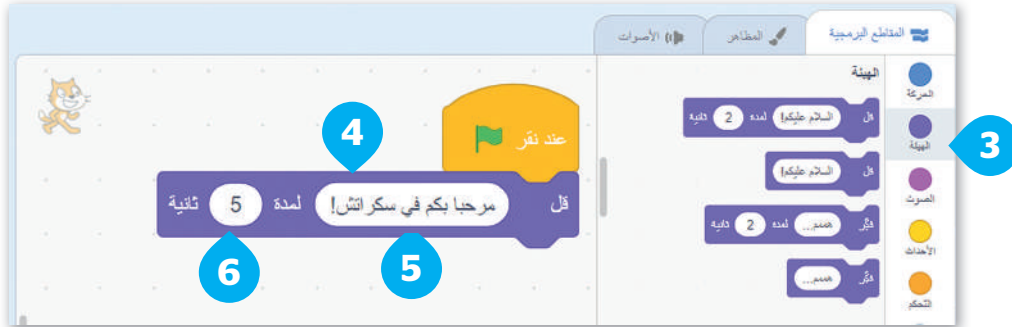 المقاطع البرمجية
المظاهر
الأصوات
الحركة
الهيئة
الصوت
الأحداث
التحكم
الهيئة
قل السلام عليكم! لمدة 2 ثانية
قل السلام عليكم!
فكِّر همم... لمدة 2 ثانية
فكِّر همم...
عند نقر
قل مرحبا بكم في سكراتش! لمدة 5 ثانية
3
4
5
6